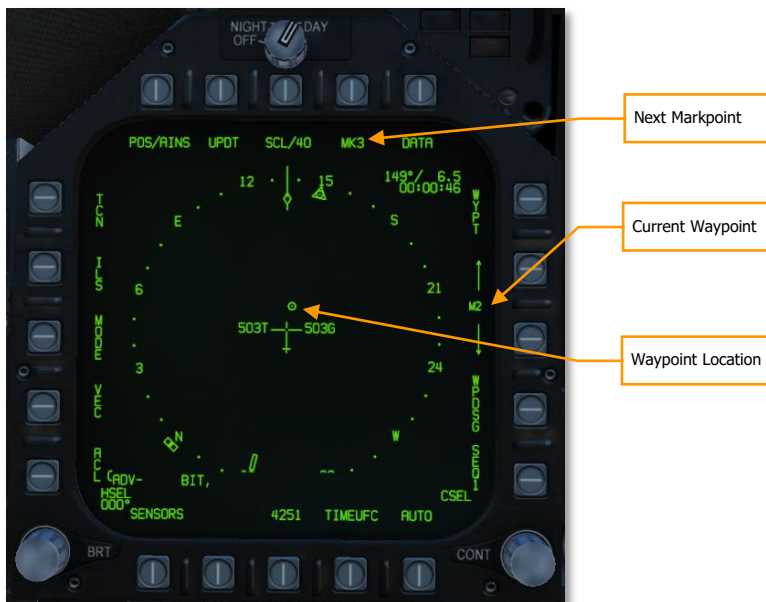 NIGHT DAY
OFF
POS/AINS UPDT SCL/40 MK3 DATA
Next Markpoint
149°/ 6.5
00:00:46
12 15
TCN
WYPT
E S
Current Waypoint
ILS
6 21
M2
503T 503G
MODE
Waypoint Location
3 24
VEC
WPDSG
N W
ACL
SEQ1
ADV- BIT,
HSEL
000°
CSEL
SENSORS 4251 TIMEUFC AUTO
BRT CONT